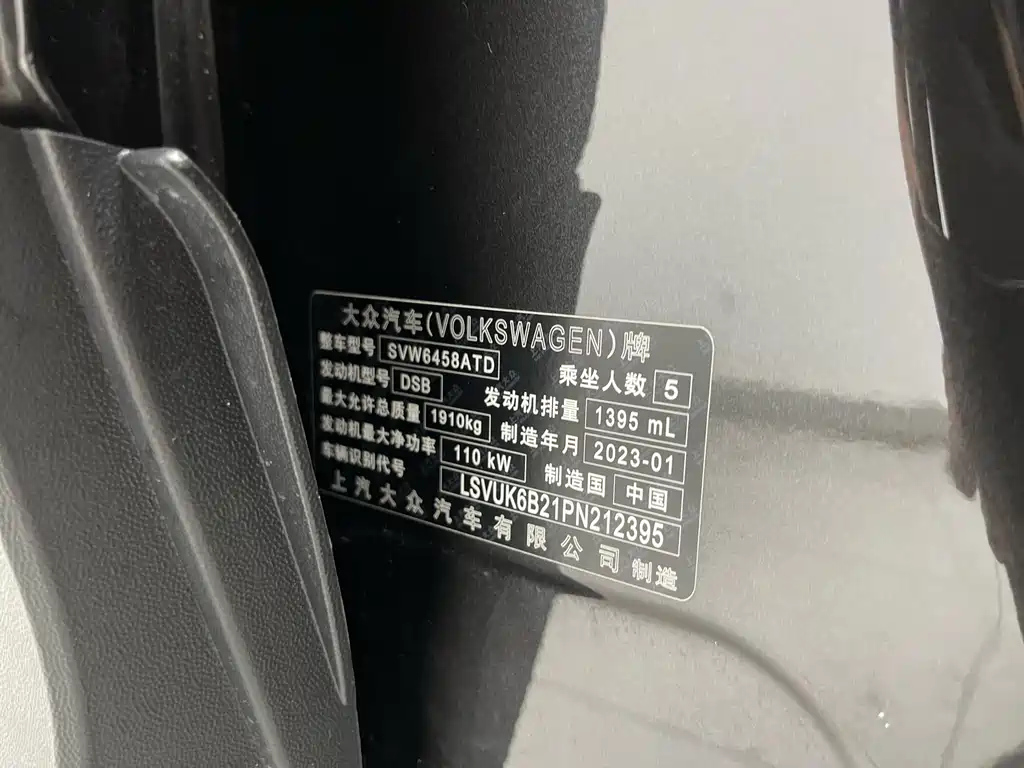 大众汽车(VOLKSWAGEN)牌
整车型号 SVW6458ATD 乘坐人数 5
发动机型号 DSB 发动机排量 1395 mL
最大允许总质量 1910kg 制造年月 2023-01
发动机最大净功率 110 kW 制造国 中国
车辆识别代号 LSVUK6B21PN212395
上汽大众汽车有限公司制造